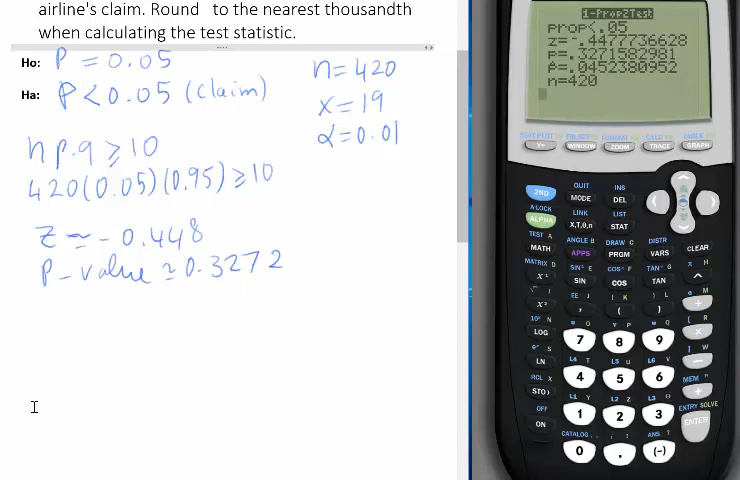 airline's claim. Round to the nearest thousandth
when calculating the test statistic.
Ho: P = 0.05
Ha: P < 0.05 (claim)
n = 420
x = 19
α = 0.01
n p.q ≥ 10
420(0.05)(0.95) ≥ 10
z ≃ - 0.448
P-value ≃ 0.3272
1-PropZTest
prop<.05
z=-.4477736628
p=.3271582981
p̂=.0452380952
n=420
STAT PLOT F1 TBLSET F2 FORMAT F3 CALC F4 TABLE F5
Y= WINDOW ZOOM TRACE GRAPH
QUIT INS
2ND MODE DEL
A-LOCK LINK LIST
ALPHA X,T,θ,n STAT
TEST A ANGLE B DRAW C DISTR
MATH APPS PRGM VARS CLEAR
MATRIX D SIN⁻¹ E COS⁻¹ F TAN⁻¹ G π H
x⁻¹ SIN COS TAN ^
√ I EE J { K } L e M
x² , ( ) ÷
10ˣ N u O v P w Q [ R
LOG 7 8 9 ×
eˣ S L4 T L5 U L6 V ] W
LN 4 5 6 −
RCL X L1 Y L2 Z L3 θ MEM "
STO› 1 2 3 +
OFF CATALOG ␣ i : ANS ? ENTRY SOLVE
ON 0 . (-) ENTER